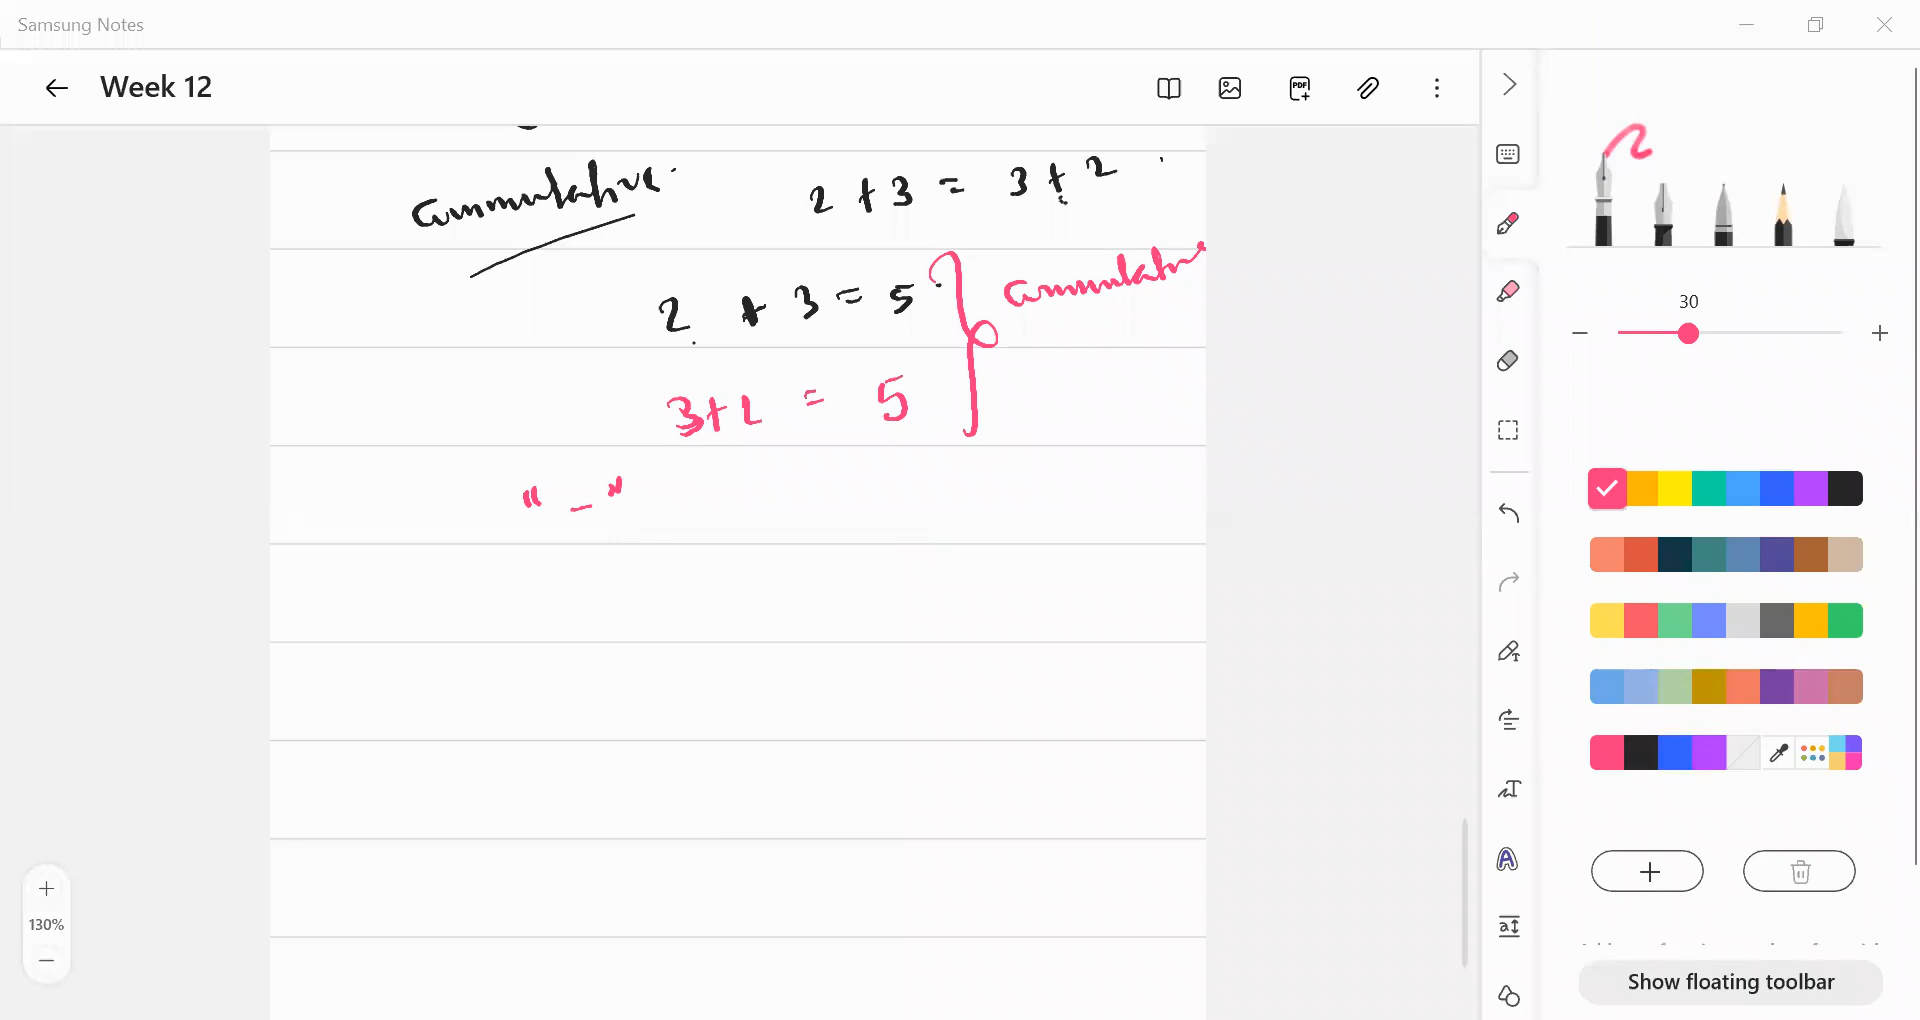 Samsung Notes
Week 12
Commutative. 2 + 3 = 3 + 2
2 + 3 = 5
3+2 = 5
" - "
30
130%
Show floating toolbar